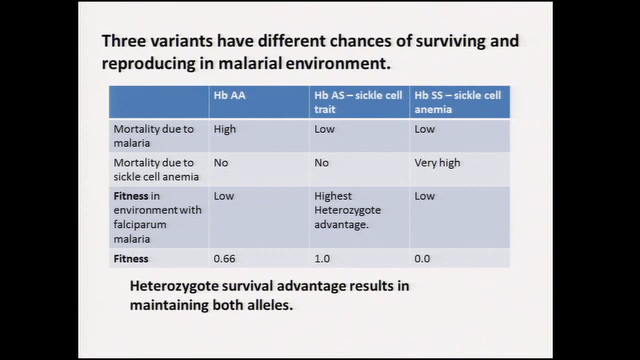 Three variants have different chances of surviving and
reproducing in malarial environment.
Hb AA Hb AS – sickle cell trait Hb SS – sickle cell anemia
Mortality due to malaria High Low Low
Mortality due to sickle cell anemia No No Very high
Fitness in environment with falciparum malaria Low Highest Heterozygote advantage. Low
Fitness 0.66 1.0 0.0
Heterozygote survival advantage results in
maintaining both alleles.